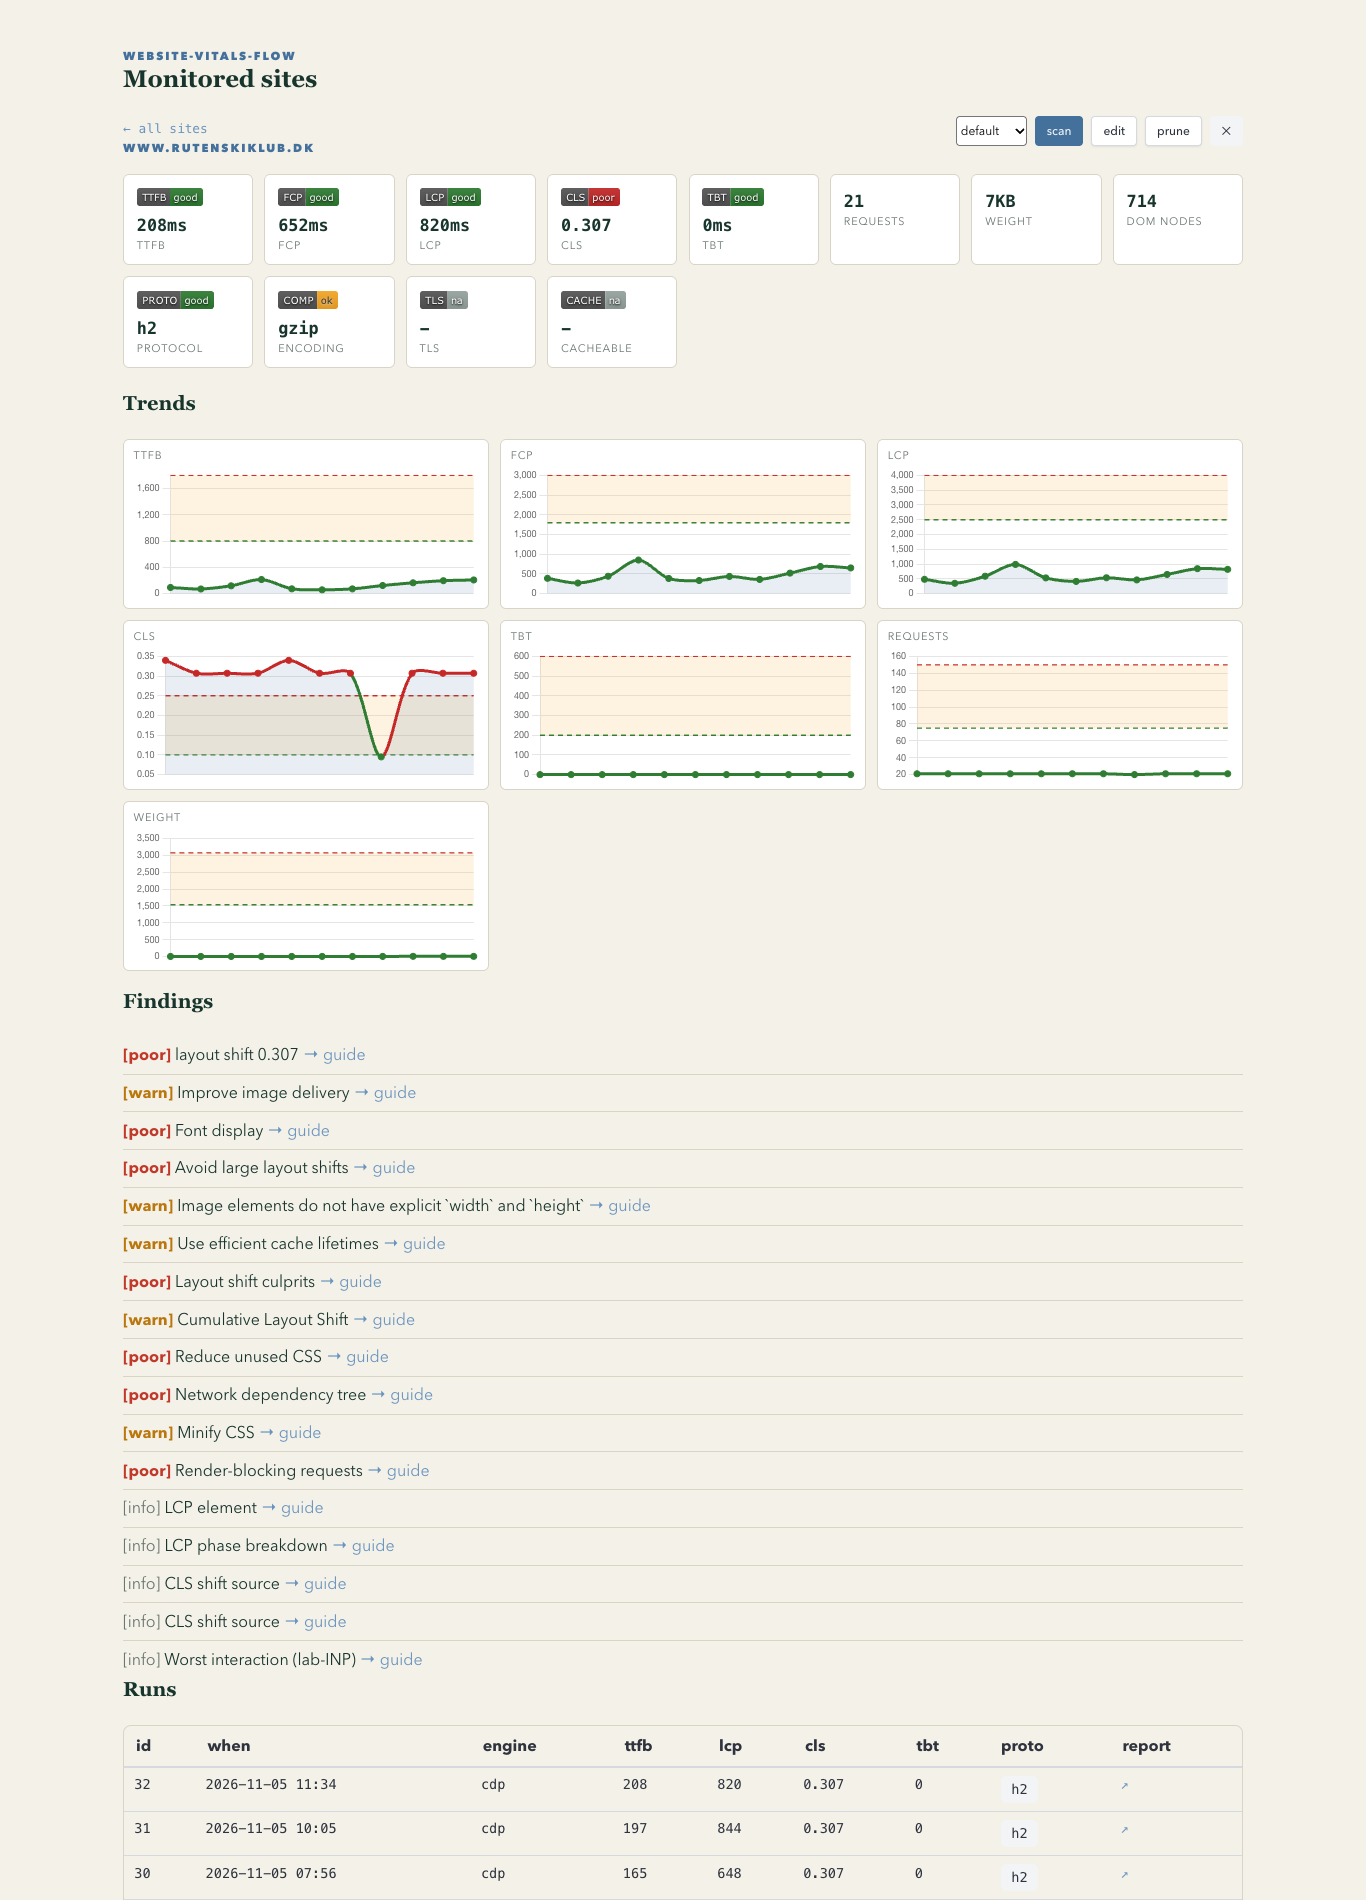 WEBSITE-VITALS-FLOW
Monitored sites
← all sites
WWW.RUTENSKIKLUB.DK
default scan edit prune ×
TTFB good
208ms
TTFB
FCP good
652ms
FCP
LCP good
820ms
LCP
CLS poor
0.307
CLS
TBT good
0ms
TBT
21
REQUESTS
7KB
WEIGHT
714
DOM NODES
PROTO good
h2
PROTOCOL
COMP ok
gzip
ENCODING
TLS na
–
TLS
CACHE na
–
CACHEABLE
Trends
TTFB
1,600
1,200
800
400
0
FCP
3,000
2,500
2,000
1,500
1,000
500
0
LCP
4,000
3,500
3,000
2,500
2,000
1,500
1,000
500
0
CLS
0.35
0.30
0.25
0.20
0.15
0.10
0.05
TBT
600
500
400
300
200
100
0
REQUESTS
160
140
120
100
80
60
40
20
WEIGHT
3,500
3,000
2,500
2,000
1,500
1,000
500
0
Findings
[poor] layout shift 0.307 → guide
[warn] Improve image delivery → guide
[poor] Font display → guide
[poor] Avoid large layout shifts → guide
[warn] Image elements do not have explicit `width` and `height` → guide
[warn] Use efficient cache lifetimes → guide
[poor] Layout shift culprits → guide
[warn] Cumulative Layout Shift → guide
[poor] Reduce unused CSS → guide
[poor] Network dependency tree → guide
[warn] Minify CSS → guide
[poor] Render-blocking requests → guide
[info] LCP element → guide
[info] LCP phase breakdown → guide
[info] CLS shift source → guide
[info] CLS shift source → guide
[info] Worst interaction (lab-INP) → guide
Runs
id when engine ttfb lcp cls tbt proto report
32 2026-11-05 11:34 cdp 208 820 0.307 0 h2 ↗
31 2026-11-05 10:05 cdp 197 844 0.307 0 h2 ↗
30 2026-11-05 07:56 cdp 165 648 0.307 0 h2 ↗